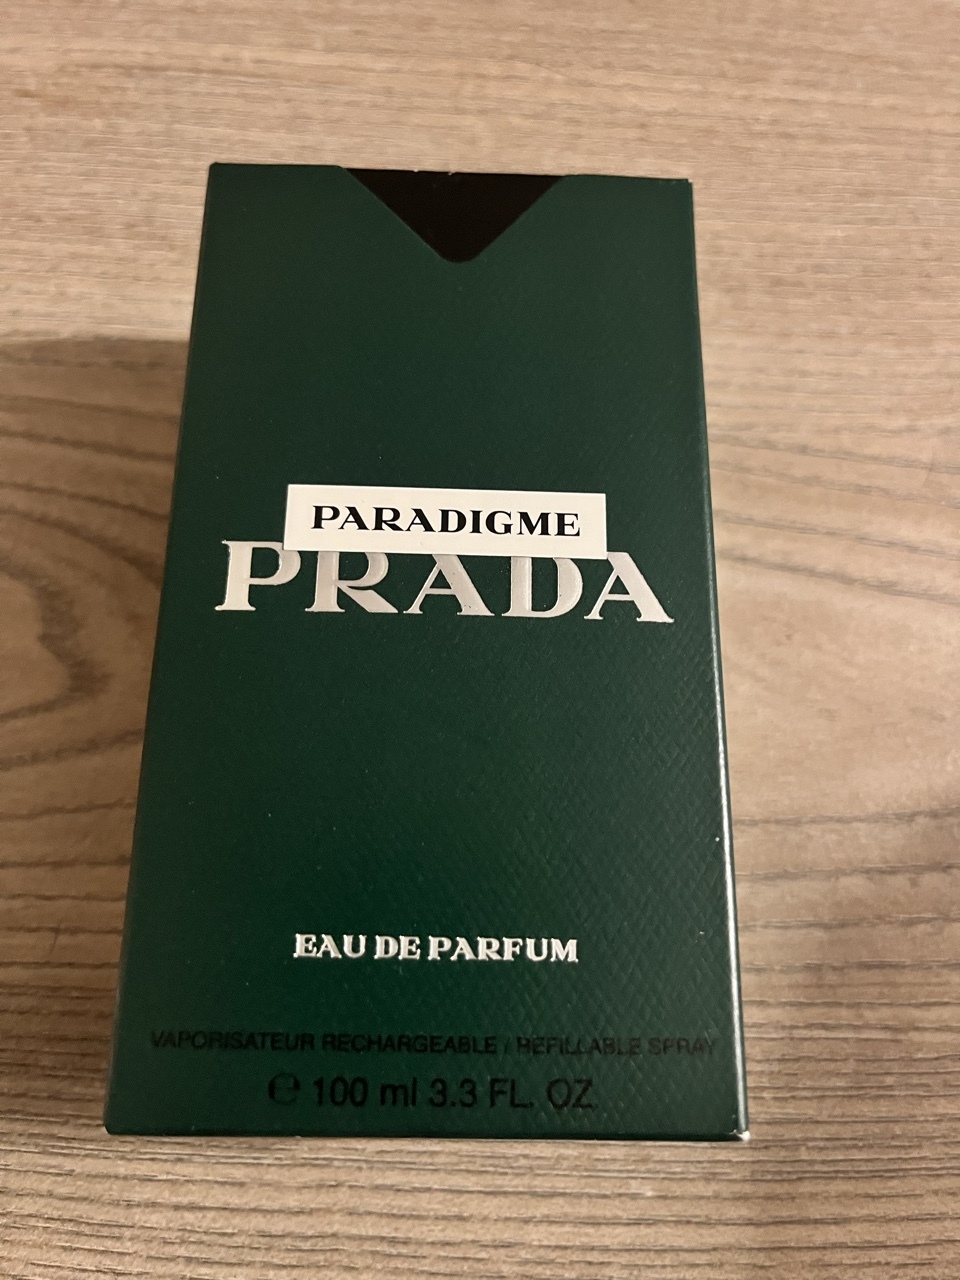 PARADIGME
PRADA
EAU DE PARFUM
VAPORISATEUR RECHARGEABLE / REFILLABLE SPRAY
℮ 100 ml 3.3 FL. OZ